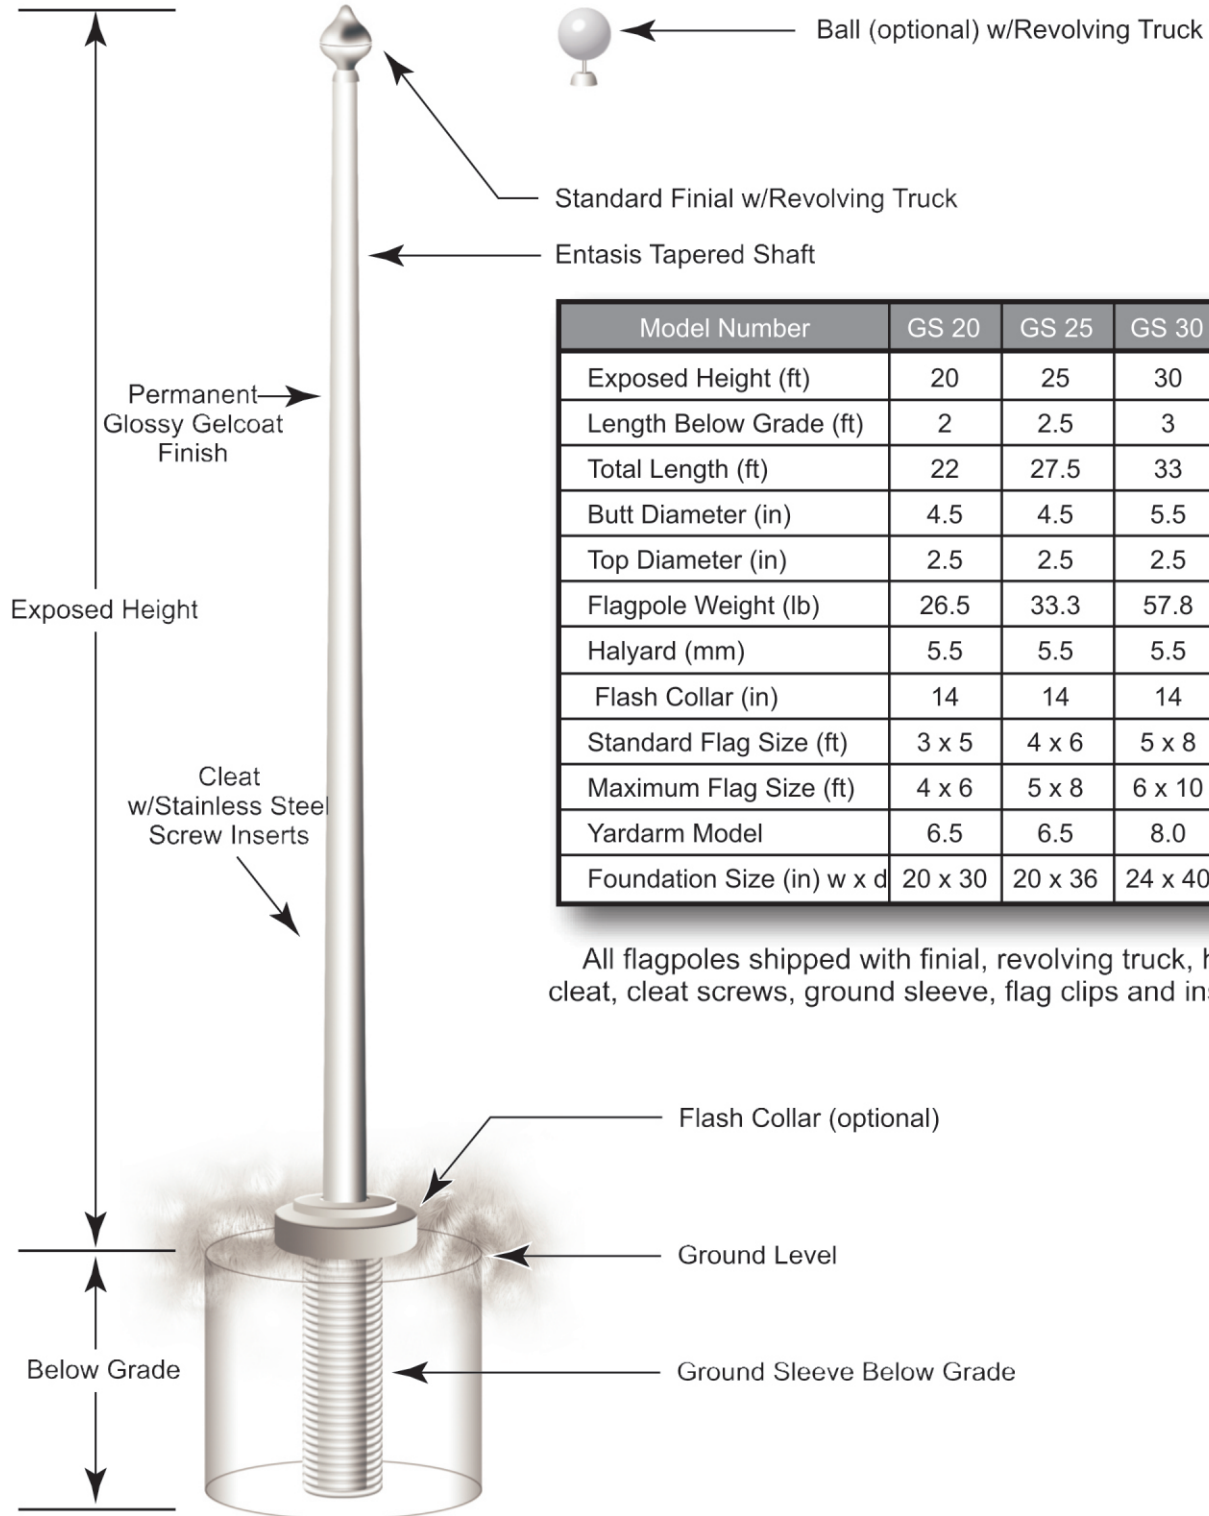 Ball (optional) w/Revolving Truck
Standard Finial w/Revolving Truck
Entasis Tapered Shaft
Permanent
Glossy Gelcoat
Finish
Exposed Height
Cleat
w/Stainless Steel
Screw Inserts
Model Number GS 20 GS 25 GS 30
Exposed Height (ft) 20 25 30
Length Below Grade (ft) 2 2.5 3
Total Length (ft) 22 27.5 33
Butt Diameter (in) 4.5 4.5 5.5
Top Diameter (in) 2.5 2.5 2.5
Flagpole Weight (lb) 26.5 33.3 57.8
Halyard (mm) 5.5 5.5 5.5
Flash Collar (in) 14 14 14
Standard Flag Size (ft) 3 x 5 4 x 6 5 x 8
Maximum Flag Size (ft) 4 x 6 5 x 8 6 x 10
Yardarm Model 6.5 6.5 8.0
Foundation Size (in) w x d 20 x 30 20 x 36 24 x 40
All flagpoles shipped with finial, revolving truck,
cleat, cleat screws, ground sleeve, flag clips and
Flash Collar (optional)
Ground Level
Below Grade
Ground Sleeve Below Grade